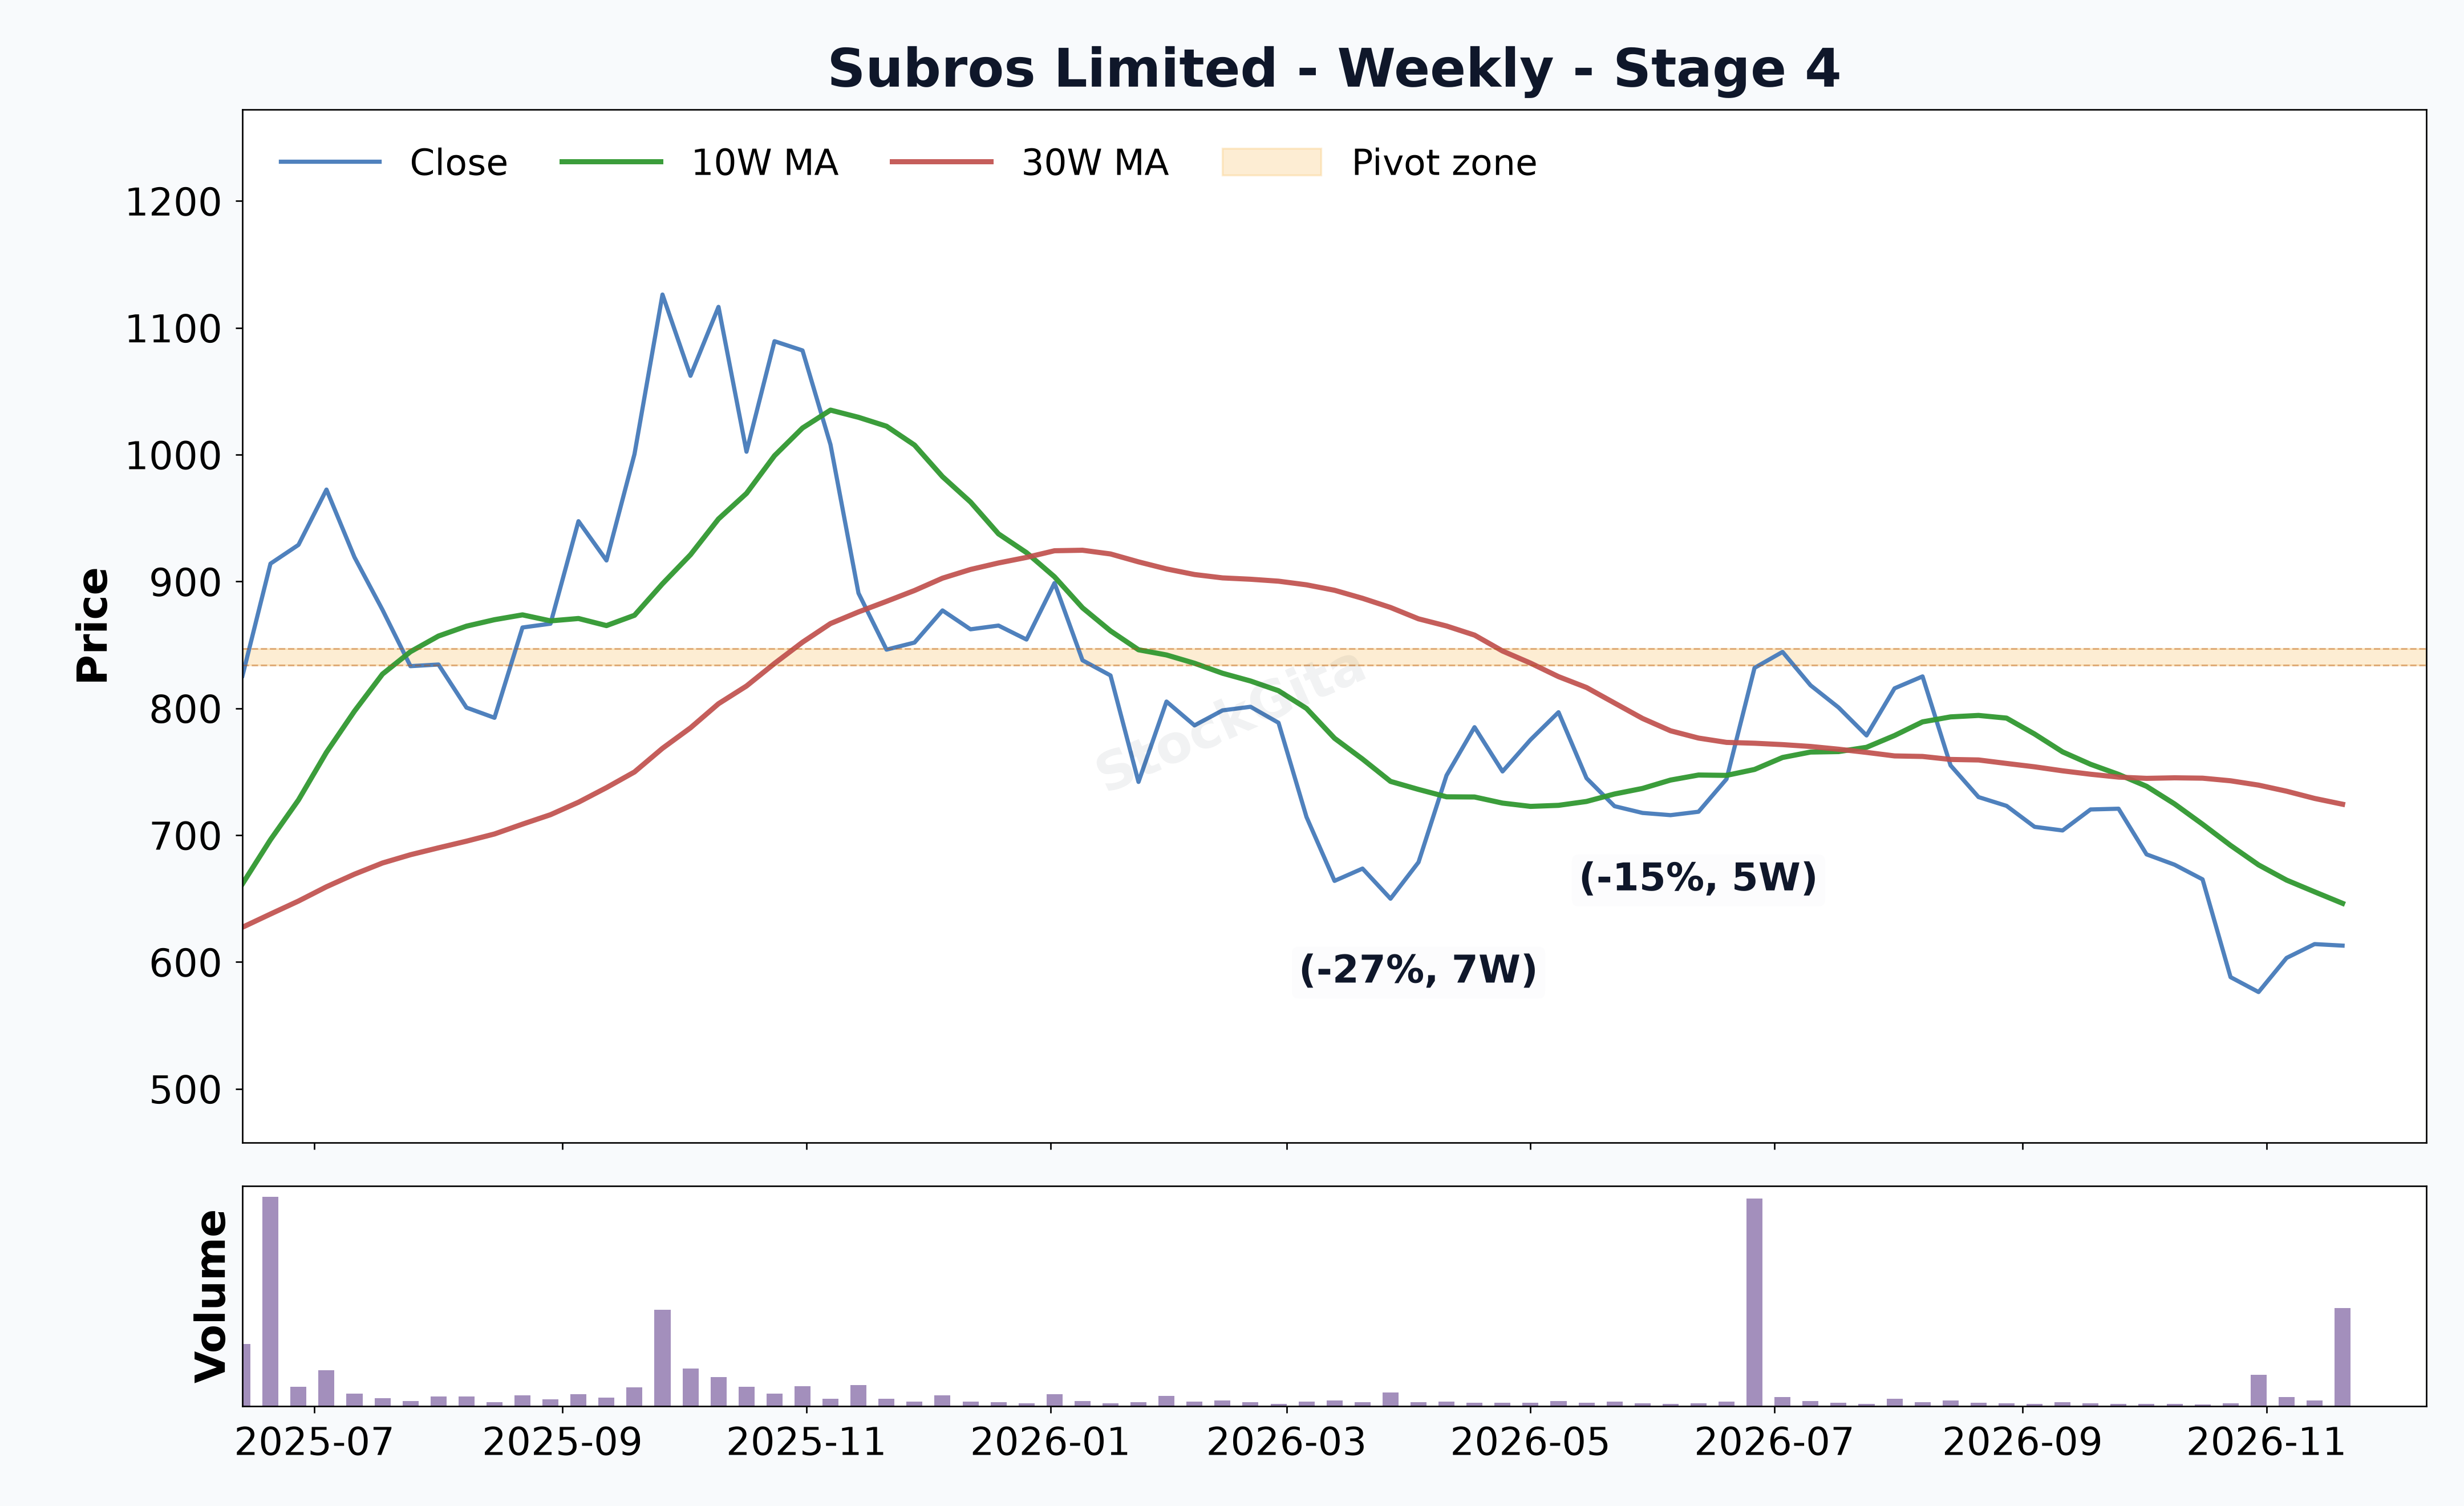 Subros Limited - Weekly - Stage 4
Close 10W MA 30W MA Pivot zone
1200
1100
1000
900
800
700
600
500
Price
StockGita
(-15%, 5W)
(-27%, 7W)
Volume
2025-07 2025-09 2025-11 2026-01 2026-03 2026-05 2026-07 2026-09 2026-11